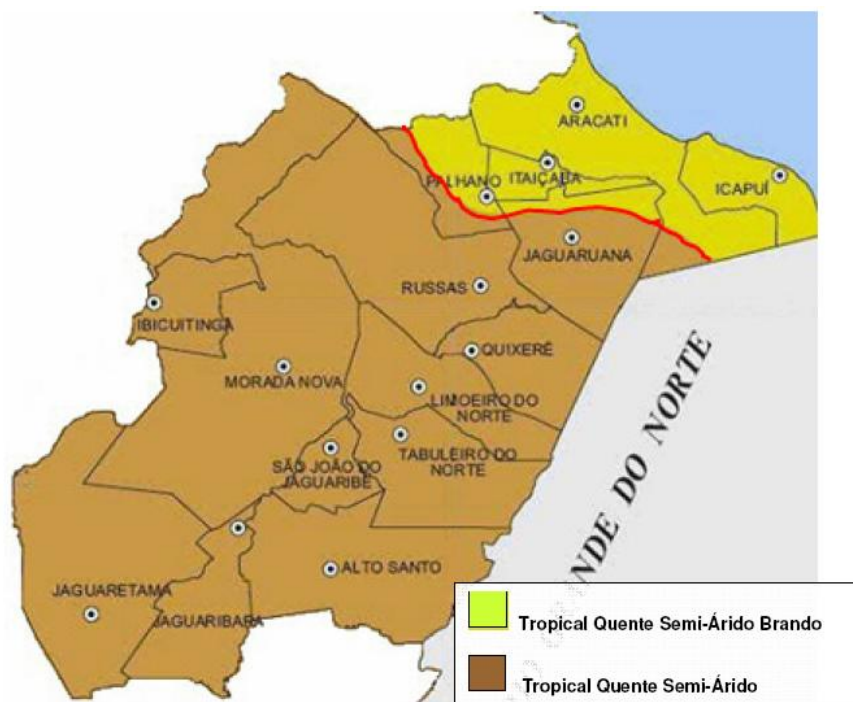 ARACATI
ITAIÇABA
PALHANO
ICAPUÍ
JAGUARUANA
RUSSAS
IBICUITINGA
QUIXERÉ
MORADA NOVA
LIMOEIRO DO
NORTE
TABULEIRO DO
NORTE
SÃO JOÃO DO
JAGUARIBE
ALTO SANTO
JAGUARETAMA
JAGUARIBARA
NDE DO NORTE
Tropical Quente Semi-Árido Brando
Tropical Quente Semi-Árido